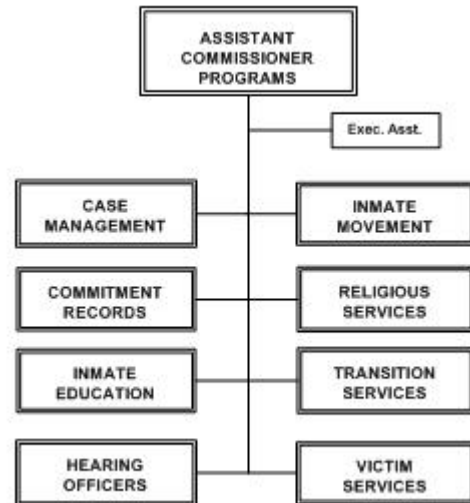 ASSISTANT
COMMISSIONER
PROGRAMS
Exec. Asst.
CASE
MANAGEMENT
INMATE
MOVEMENT
COMMITMENT
RECORDS
RELIGIOUS
SERVICES
INMATE
EDUCATION
TRANSITION
SERVICES
HEARING
OFFICERS
VICTIM
SERVICES